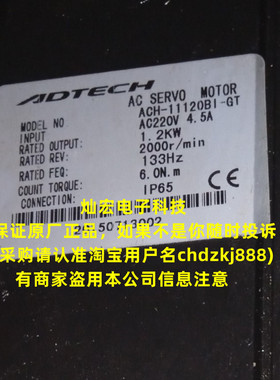 ADTECH
AC SERVO MOTOR
MODEL NO ACH-11120BI-GT
INPUT AC220V 4.5A
RATED OUTPUT: 1.2KW
RATED REV: 2000r/min
RATED FEQ: 133Hz
COUNT TORQUE: 6.0N.m
CONNECTION: IP65
灿宏电子科技
保证原厂正品，如果不是你随时投诉
采购请认准淘宝用户名chdzkj888)
有商家盗用本公司信息注意